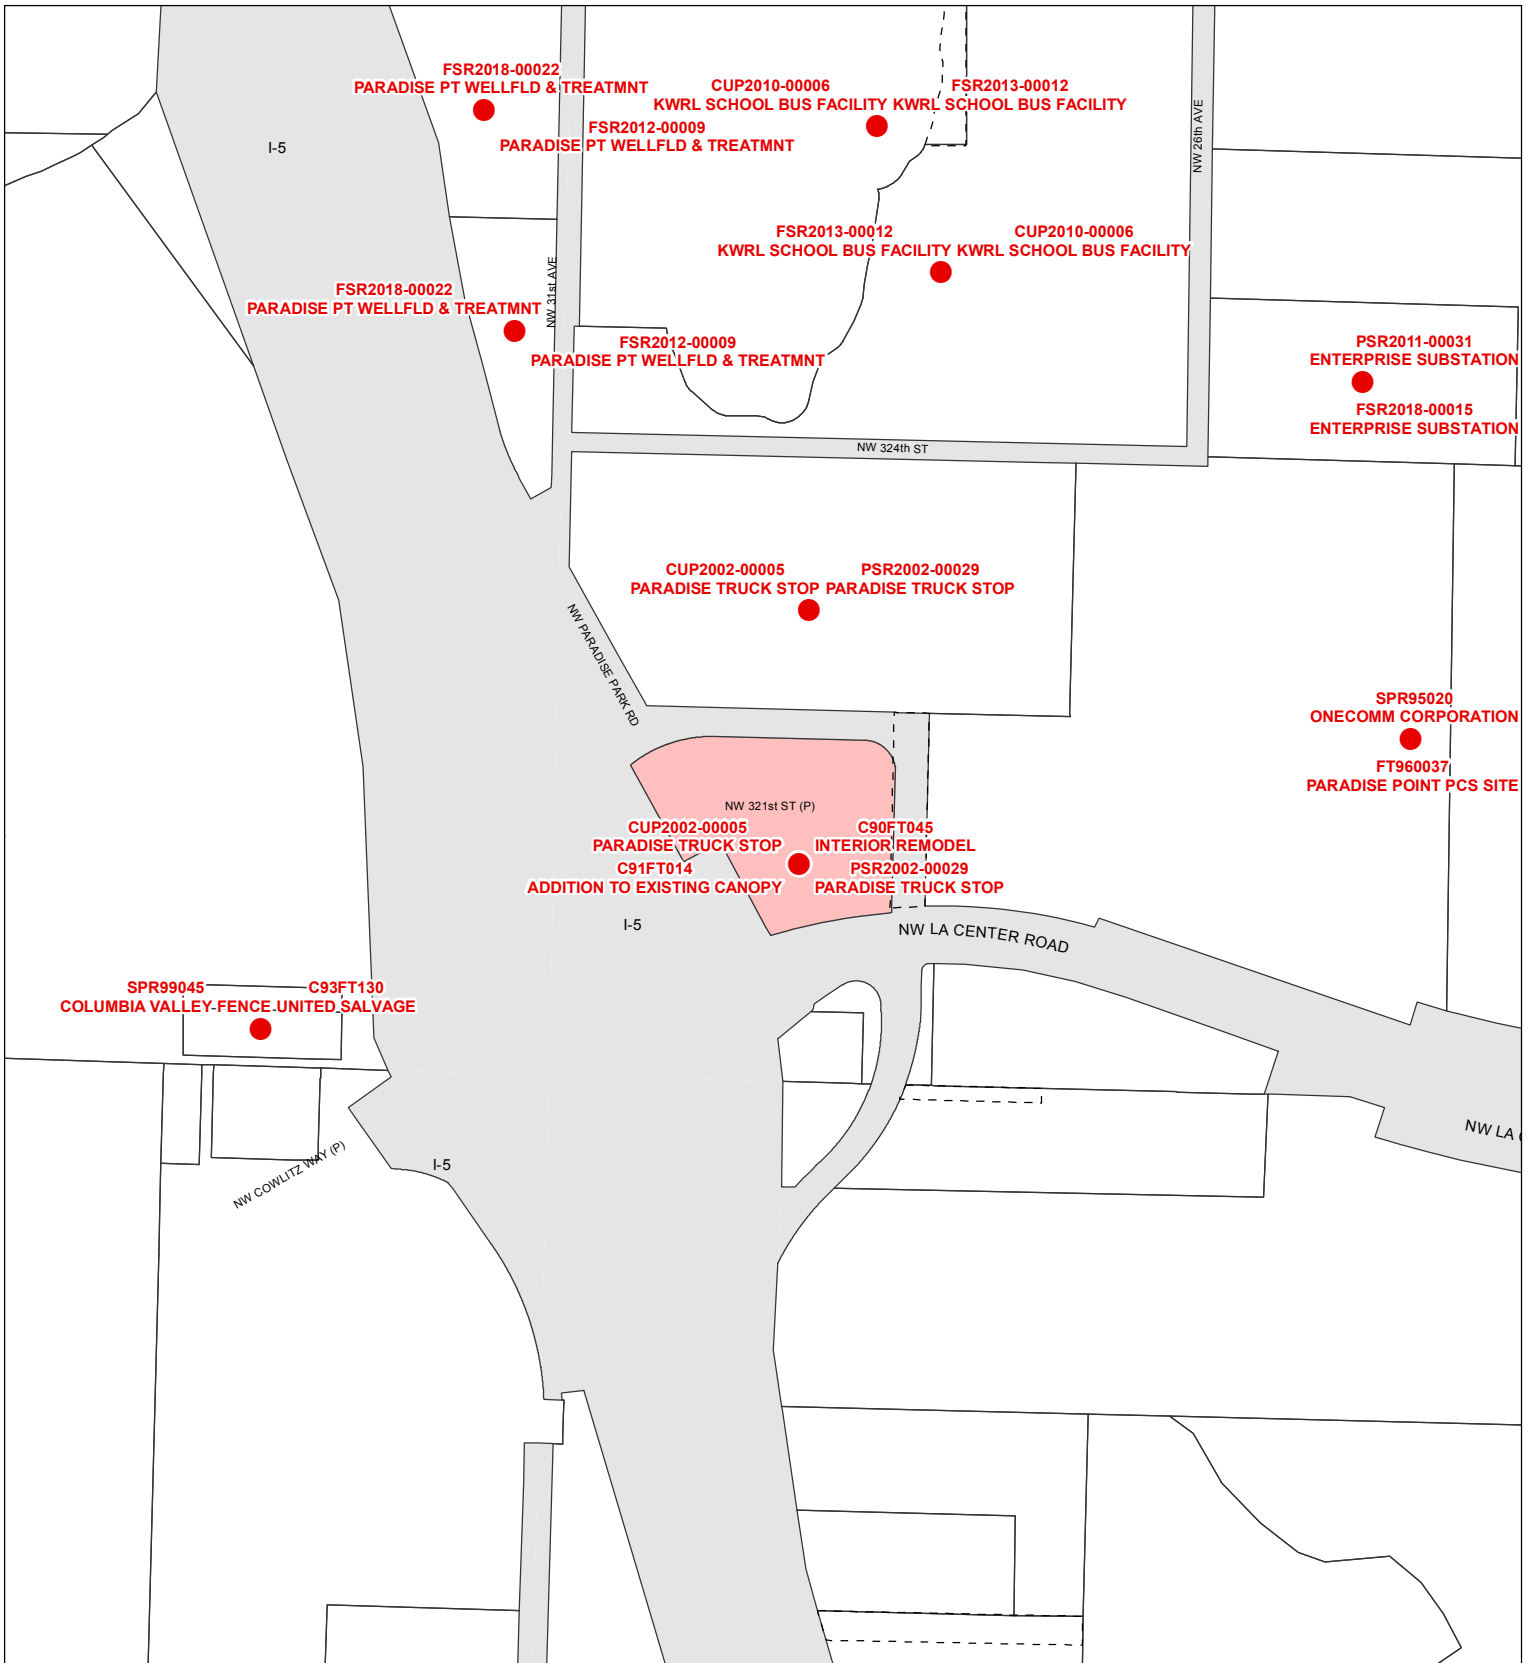 FSR2018-00022
PARADISE PT WELLFLD & TREATMNT
CUP2010-00006
KWRL SCHOOL BUS FACILITY
FSR2013-00012
KWRL SCHOOL BUS FACILITY
FSR2012-00009
PARADISE PT WELLFLD & TREATMNT
I-5
NW 26th AVE
FSR2013-00012
KWRL SCHOOL BUS FACILITY
CUP2010-00006
KWRL SCHOOL BUS FACILITY
NW 31st AVE
FSR2018-00022
PARADISE PT WELLFLD & TREATMNT
FSR2012-00009
PARADISE PT WELLFLD & TREATMNT
PSR2011-00031
ENTERPRISE SUBSTATION
FSR2018-00015
ENTERPRISE SUBSTATION
NW 324th ST
CUP2002-00005
PARADISE TRUCK STOP
PSR2002-00029
PARADISE TRUCK STOP
NW PARADISE PARK RD
SPR95020
ONECOMM CORPORATION
FT960037
PARADISE POINT PCS SITE
NW 321st ST (P)
CUP2002-00005
PARADISE TRUCK STOP
C90FT045
INTERIOR REMODEL
C91FT014
ADDITION TO EXISTING CANOPY
PSR2002-00029
PARADISE TRUCK STOP
I-5
NW LA CENTER ROAD
SPR99045
COLUMBIA VALLEY FENCE
C93FT130
UNITED SALVAGE
NW LA
NW COWLITZ WAY (P)
I-5